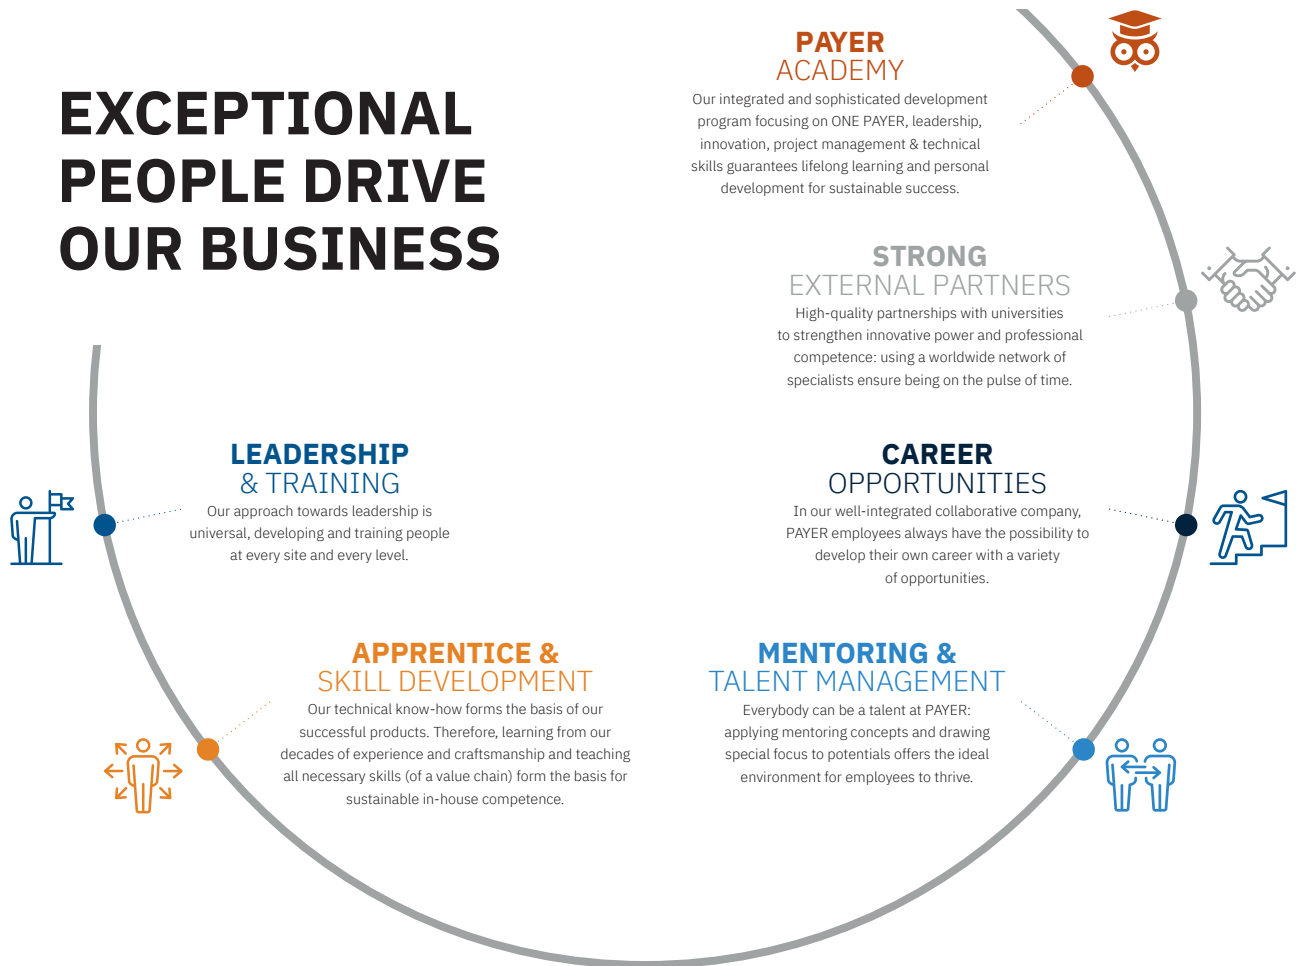 EXCEPTIONAL
PEOPLE DRIVE
OUR BUSINESS
PAYER
ACADEMY
Our integrated and sophisticated development
program focusing on ONE PAYER, leadership,
innovation, project management & technical
skills guarantees lifelong learning and personal
development for sustainable success.
STRONG
EXTERNAL PARTNERS
High-quality partnerships with universities
to strengthen innovative power and professional
competence: using a worldwide network of
specialists ensure being on the pulse of time.
LEADERSHIP
& TRAINING
Our approach towards leadership is
universal, developing and training people
at every site and every level.
CAREER
OPPORTUNITIES
In our well-integrated collaborative company,
PAYER employees always have the possibility to
develop their own career with a variety
of opportunities.
APPRENTICE &
SKILL DEVELOPMENT
Our technical know-how forms the basis of our
successful products. Therefore, learning from our
decades of experience and craftsmanship and teaching
all necessary skills (of a value chain) form the basis for
sustainable in-house competence.
MENTORING &
TALENT MANAGEMENT
Everybody can be a talent at PAYER:
applying mentoring concepts and drawing
special focus to potentials offers the ideal
environment for employees to thrive.